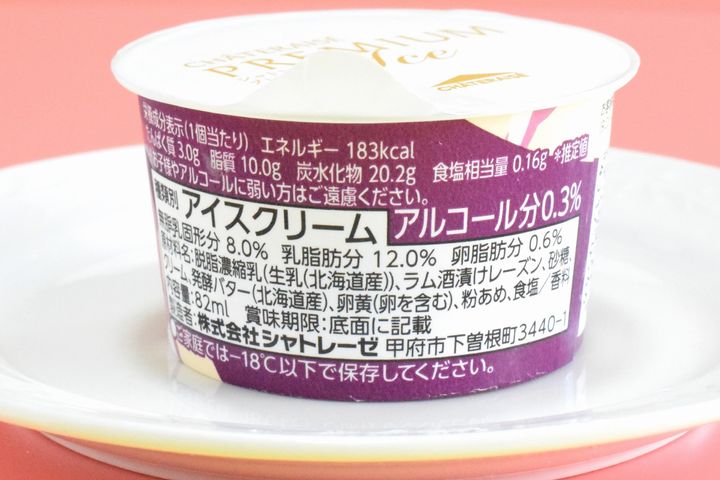 CHATERAISE
PREMIUM
Ice
CHATERAISE
栄養成分表示(1個当たり) エネルギー 183kcal
たんぱく質 3.0g 脂質 10.0g 炭水化物 20.2g 食塩相当量 0.16g *推定値
お子様やアルコールに弱い方はご遠慮ください。
種類別 アイスクリーム アルコール分0.3%
無脂乳固形分 8.0% 乳脂肪分 12.0% 卵脂肪分 0.6%
原材料名:脱脂濃縮乳(生乳(北海道産))、ラム酒漬けレーズン、砂糖、
クリーム、発酵バター(北海道産)、卵黄(卵を含む)、粉あめ、食塩/香料
内容量:82ml 賞味期限:底面に記載
製造者:株式会社シャトレーゼ 甲府市下曽根町3440-1
ご家庭では-18℃以下で保存してください。